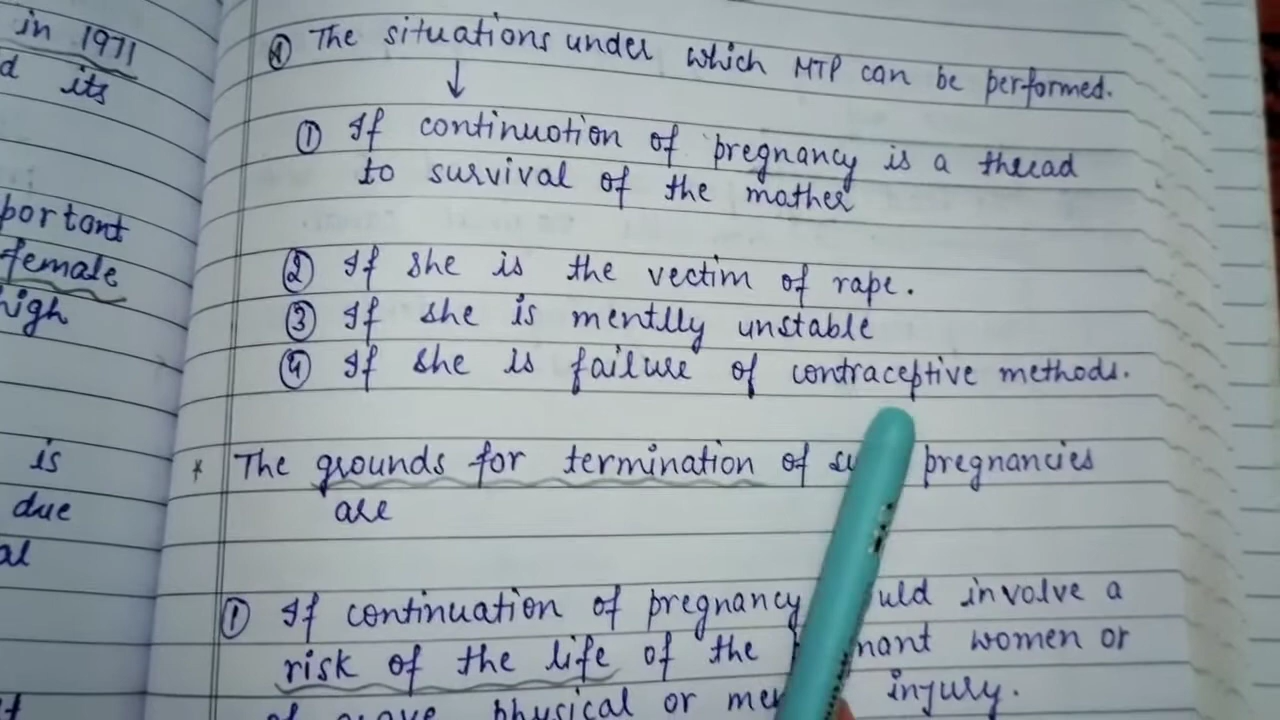 in 1971
d its
portant
female
high
is
due
al
④ The situations under which MTP can be performed.
↓
① If continuation of pregnancy is a thread
to survival of the mother
② If she is the vectim of rape.
③ If she is mentlly unstable
④ If she is failure of contraceptive methods.
* The grounds for termination of pregnancies
are
① If continuation of pregnancy uld involve a
risk of the life of the nant women or
of grave physical or me injury.